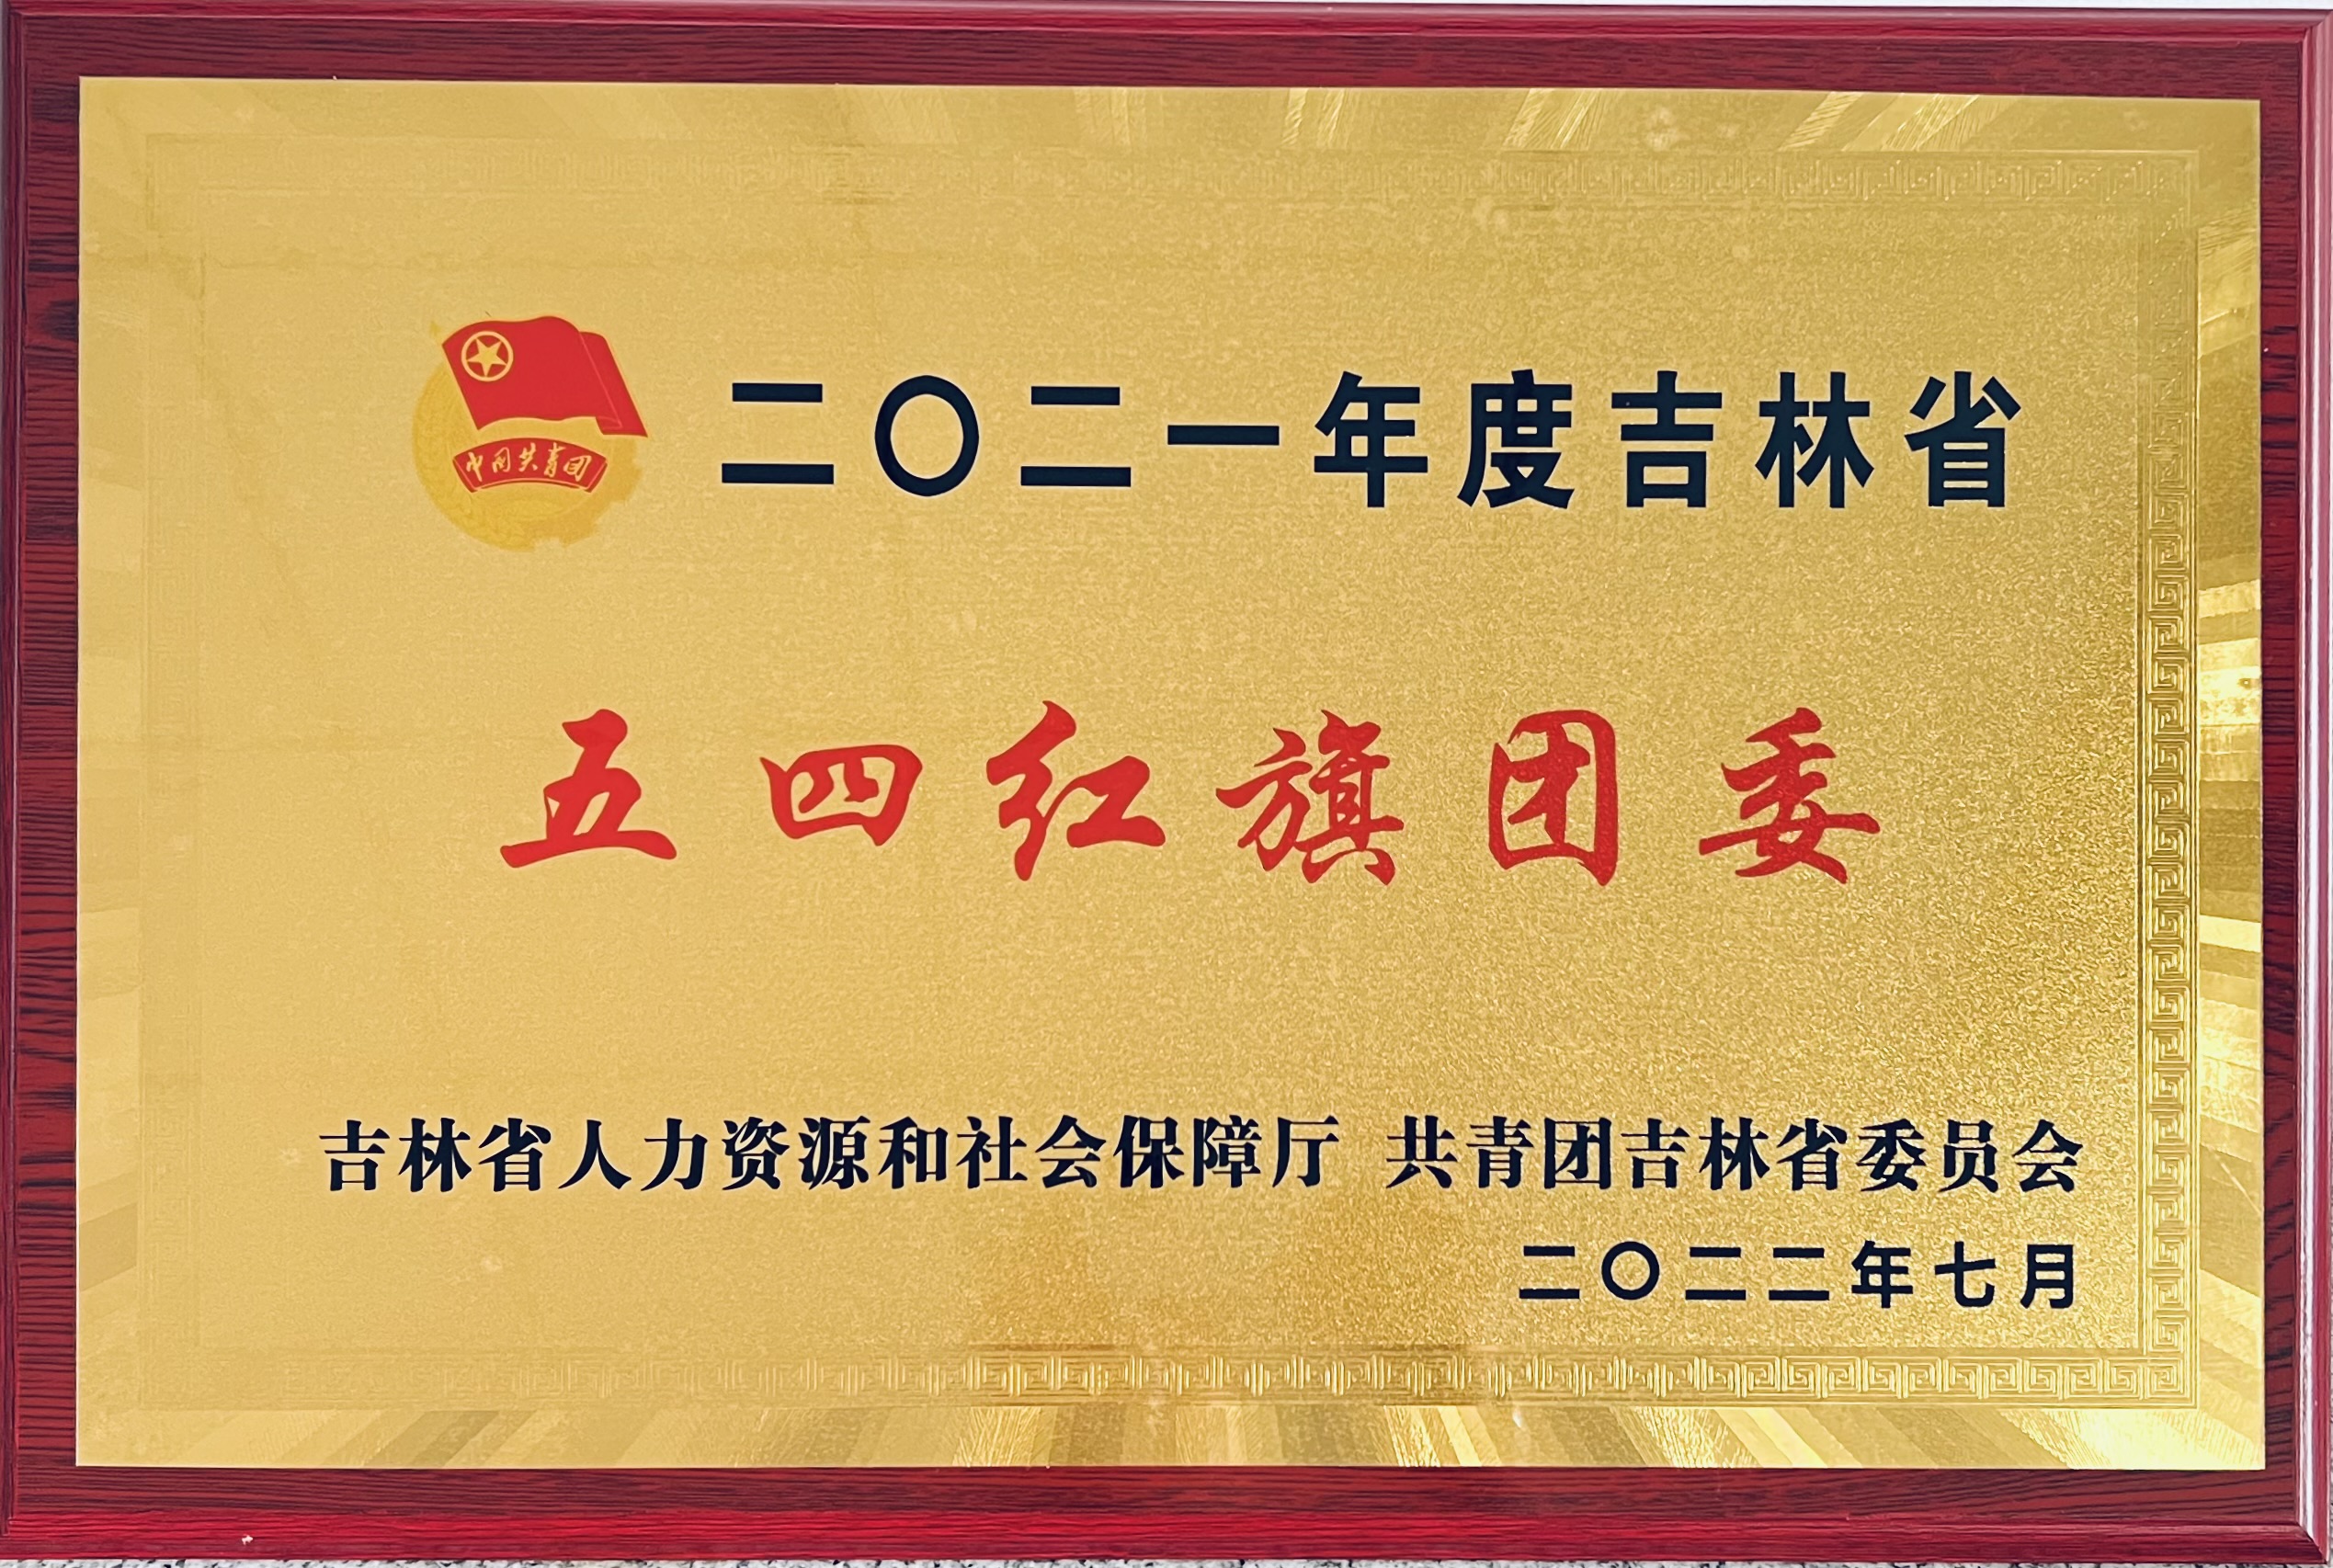 中国共青团
二〇二一年度吉林省
五四红旗团委
吉林省人力资源和社会保障厅 共青团吉林省委员会
二〇二二年七月